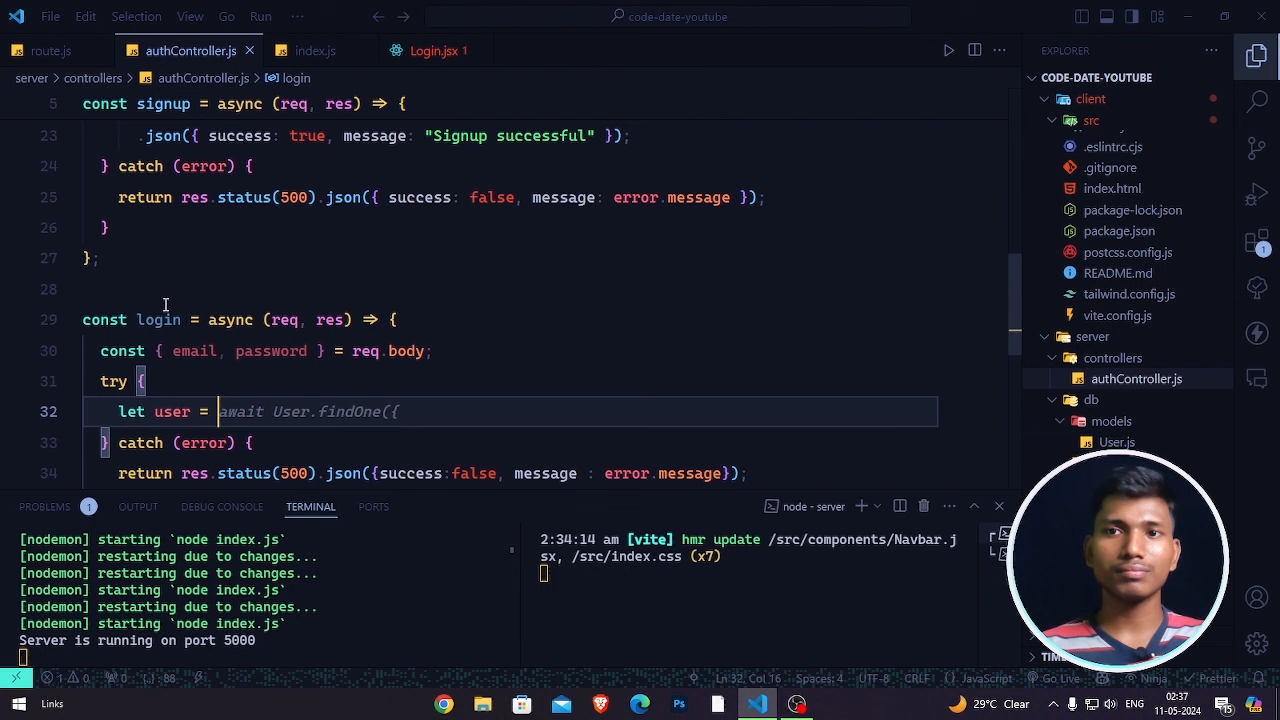 File Edit Selection View Go Run ··· code-date-youtube
route.js authController.js index.js Login.jsx 1
EXPLORER
server controllers authController.js login
CODE-DATE-YOUTUBE
5 const signup = async (req, res) => {
23 .json({ success: true, message: "Signup successful" });
24 } catch (error) {
25 return res.status(500).json({ success: false, message: error.message });
26 }
27 };
28
29 const login = async (req, res) => {
30 const { email, password } = req.body;
31 try {
32 let user = await User.findOne({
33 } catch (error) {
34 return res.status(500).json({success:false, message : error.message});
client
src
.eslintrc.cjs
.gitignore
index.html
package-lock.json
package.json
postcss.config.js
README.md
tailwind.config.js
vite.config.js
server
controllers
authController.js
db
models
User.js
1
PROBLEMS 1 OUTPUT DEBUG CONSOLE TERMINAL PORTS node - server
[nodemon] starting `node index.js`
[nodemon] restarting due to changes...
[nodemon] restarting due to changes...
[nodemon] starting `node index.js`
[nodemon] restarting due to changes...
[nodemon] starting `node index.js`
Server is running on port 5000
2:34:14 am [vite] hmr update /src/components/Navbar.j
sx, /src/index.css (x7)
1 0 0 88 Ln 32, Col 16 Spaces: 4 UTF-8 CRLF JavaScript Go Live Ninja Prettier
Links 29°C Clear ENG 02:37
11-05-2024